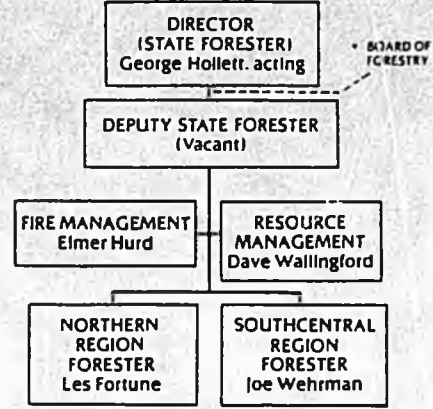 DIRECTOR
(STATE FORESTER)
George Hollett. acting
• BOARD OF
FORESTRY
DEPUTY STATE FORESTER
(Vacant)
FIRE MANAGEMENT
Elmer Hurd
RESOURCE
MANAGEMENT
Dave Wallingford
NORTHERN
REGION
FORESTER
Les Fortune
SOUTHCENTRAL
REGION
FORESTER
Joe Wehrman